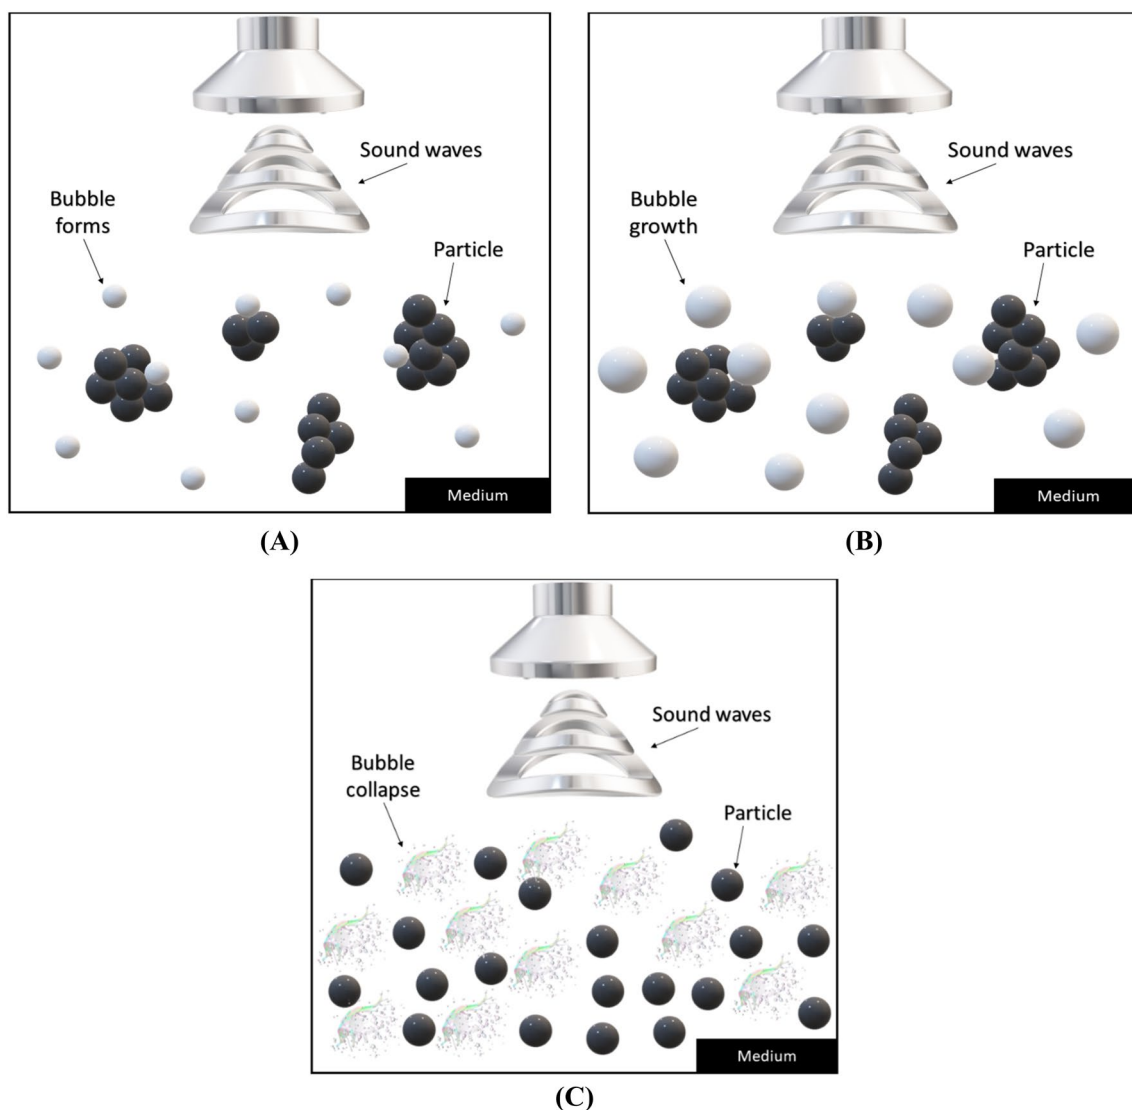 Sound waves
Bubble
forms
Particle
Medium
(A)
Sound waves
Bubble
growth
Particle
Medium
(B)
Sound waves
Bubble
collapse
Particle
Medium
(C)